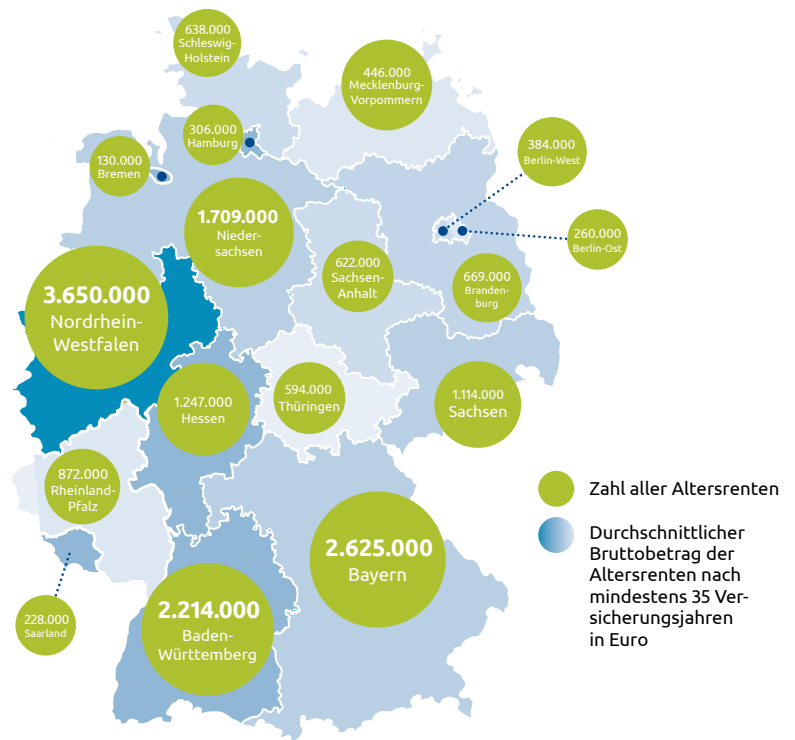 638.000
Schleswig-
Holstein
446.000
Mecklenburg-
Vorpommern
306.000
Hamburg
384.000
Berlin-West
130.000
Bremen
1.709.000
Nieder-
sachsen
260.000
Berlin-Ost
622.000
Sachsen-
Anhalt
669.000
Branden-
burg
3.650.000
Nordrhein-
Westfalen
1.247.000
Hessen
594.000
Thüringen
1.114.000
Sachsen
872.000
Rheinland-
Pfalz
Zahl aller Altersrenten
Durchschnittlicher
Bruttobetrag der
Altersrenten nach
mindestens 35 Ver-
sicherungsjahren
in Euro
2.625.000
Bayern
2.214.000
Baden-
Württemberg
228.000
Saarland